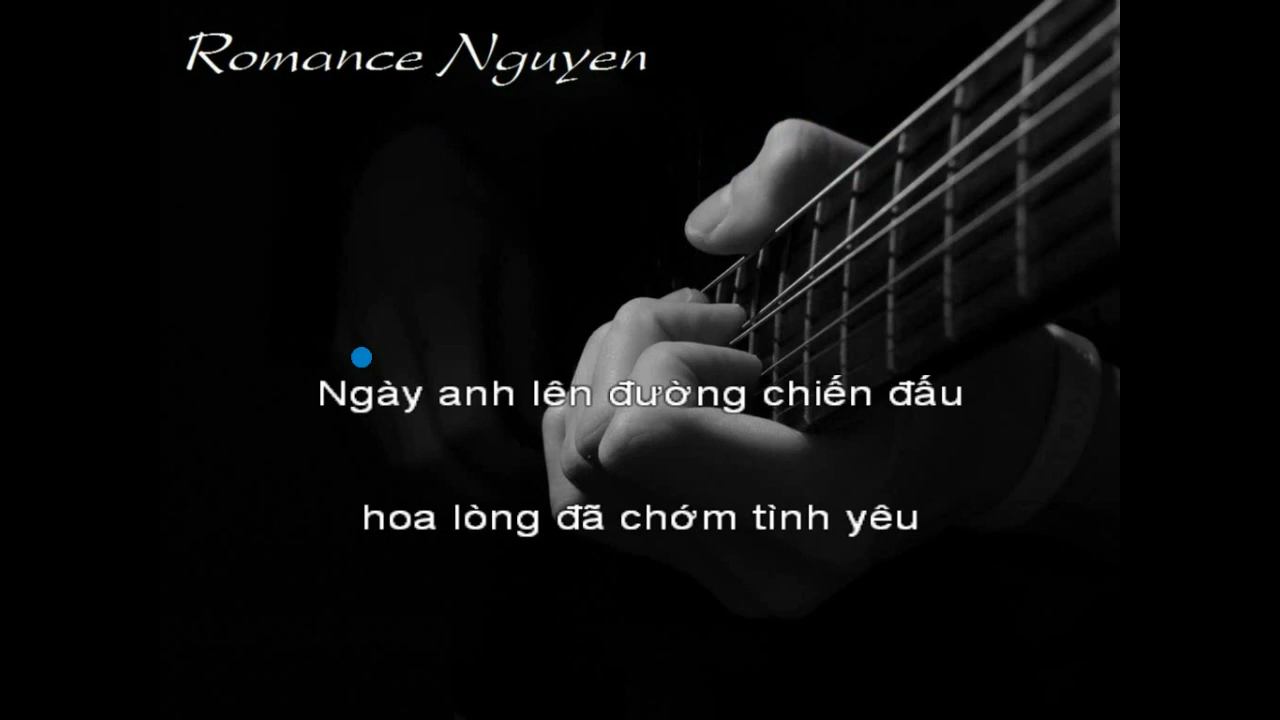 Romance Nguyen
Ngày anh lên đường chiến đấu
hoa lòng đã chớm tình yêu